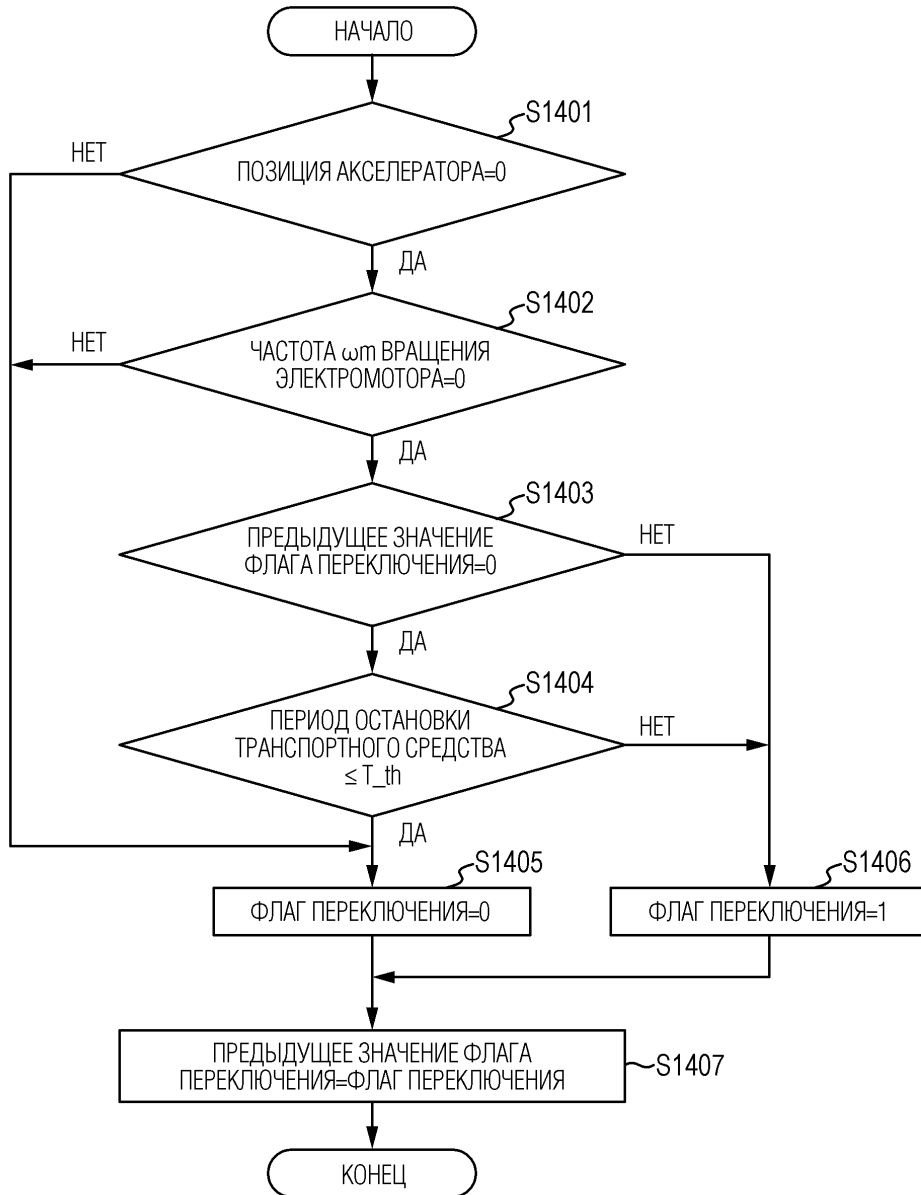 НАЧАЛО
S1401
НЕТ
ПОЗИЦИЯ АКСЕЛЕРАТОРА=0
ДА
S1402
НЕТ
ЧАСТОТА ωm ВРАЩЕНИЯ
ЭЛЕКТРОМОТОРА=0
ДА
S1403
ПРЕДЫДУЩЕЕ ЗНАЧЕНИЕ
ФЛАГА ПЕРЕКЛЮЧЕНИЯ=0
НЕТ
ДА
S1404
ПЕРИОД ОСТАНОВКИ
ТРАНСПОРТНОГО СРЕДСТВА
≤ T_th
НЕТ
ДА
S1405
ФЛАГ ПЕРЕКЛЮЧЕНИЯ=0
S1406
ФЛАГ ПЕРЕКЛЮЧЕНИЯ=1
ПРЕДЫДУЩЕЕ ЗНАЧЕНИЕ ФЛАГА
ПЕРЕКЛЮЧЕНИЯ=ФЛАГ ПЕРЕКЛЮЧЕНИЯ
S1407
КОНЕЦ